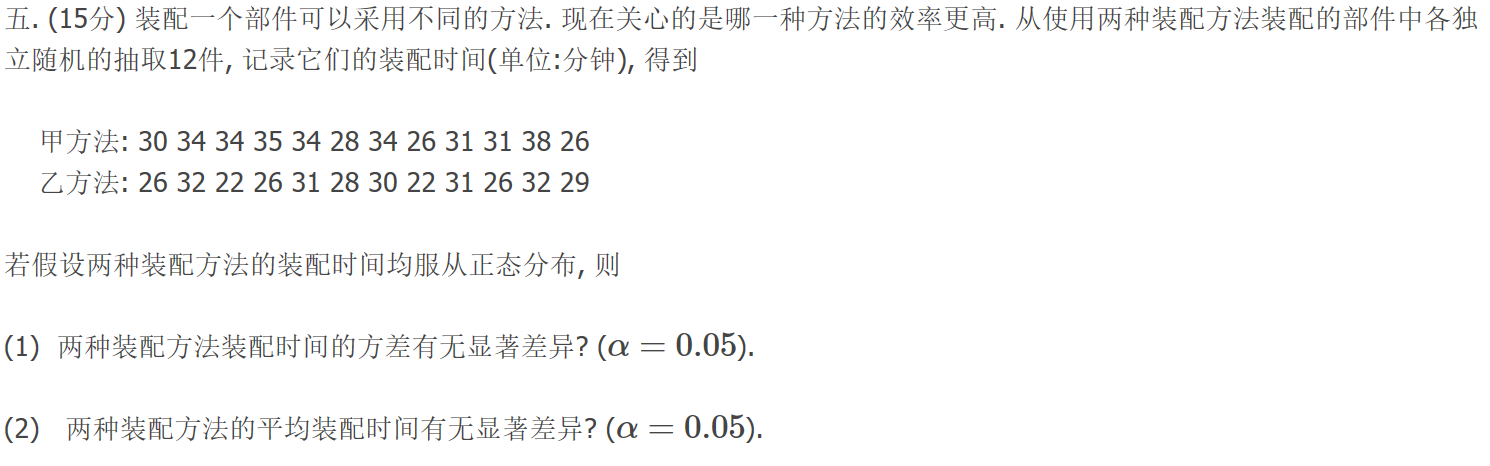 五. (15分) 装配一个部件可以采用不同的方法. 现在关心的是哪一种方法的效率更高. 从使用两种装配方法装配的部件中各独
立随机的抽取12件, 记录它们的装配时间(单位:分钟), 得到
甲方法: 30 34 34 35 34 28 34 26 31 31 38 26
乙方法: 26 32 22 26 31 28 30 22 31 26 32 29
若假设两种装配方法的装配时间均服从正态分布, 则
(1) 两种装配方法装配时间的方差有无显著差异? (α = 0.05).
(2) 两种装配方法的平均装配时间有无显著差异? (α = 0.05).